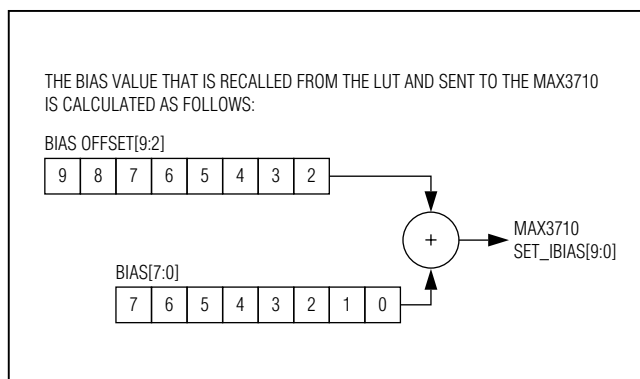 THE BIAS VALUE THAT IS RECALLED FROM THE LUT AND SENT TO THE MAX3710
IS CALCULATED AS FOLLOWS:
BIAS OFFSET[9:2]
9 8 7 6 5 4 3 2
+
MAX3710
SET_IBIAS[9:0]
BIAS[7:0]
7 6 5 4 3 2 1 0